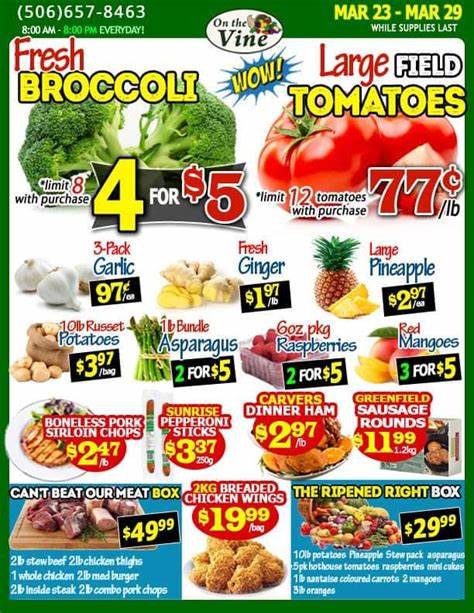 (506)657-8463
8:00 AM - 8:00 PM EVERYDAY!
On the
Vine
MAR 23 - MAR 29
WHILE SUPPLIES LAST
Fresh
BROCCOLI
WOW!
Large FIELD
TOMATOES
*limit 8
with purchase
4 FOR $5
*limit 12 tomatoes
with purchase
77¢
/lb
3-Pack
Garlic
97¢/ea
Fresh
Ginger
$1.97
/lb
Large
Pineapple
$2.97
/ea
10lb Russet
Potatoes
$3.97
/bag
1lb Bundle
Asparagus
2 FOR $5
6oz pkg
Raspberries
2 FOR $5
Red
Mangoes
3 FOR $5
BONELESS PORK
SIRLOIN CHOPS
$2.47
/lb
SUNRISE
PEPPERONI
STICKS
$3.37
250g
CARVERS
DINNER HAM
$2.97
/lb
GREENFIELD
SAUSAGE
ROUNDS
$11.99
1.2kg
CAN'T BEAT OUR MEAT BOX
$49.99
2lb stew beef 2lb chicken thighs
1 whole chicken 2lb med burger
2lb inside steak 2lb combo pork chops
2KG BREADED
CHICKEN WINGS
$19.99
/bag
THE RIPENED RIGHT BOX
$29.99
10lb potatoes Pineapple Stew pack asparagus
5pk hothouse tomatoes raspberries mini cukes
1lb nantaise coloured carrots 2 mangoes
3lb oranges